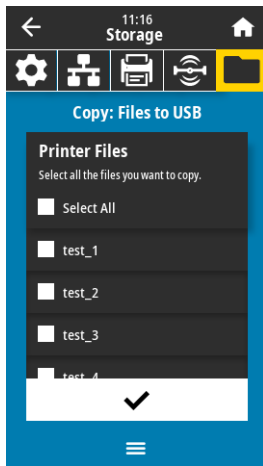 11:16
Storage
Copy: Files to USB
Printer Files
Select all the files you want to copy.
Select All
test_1
test_2
test_3
test_4